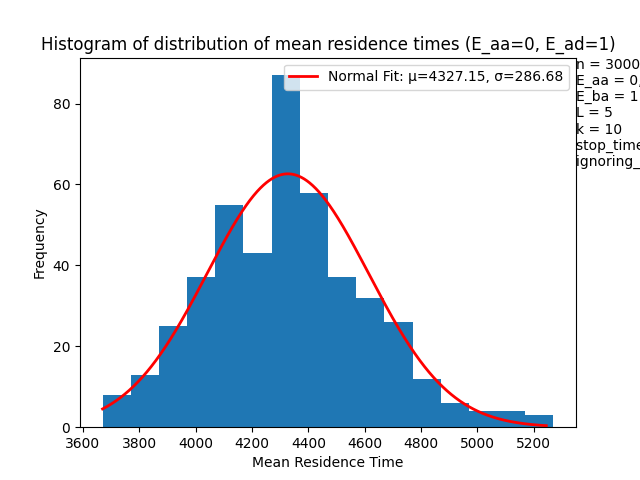 Histogram of distribution of mean residence times (E_aa=0, E_ad=1)
Normal Fit: μ=4327.15, σ=286.68
n = 3000
E_aa = 0,
E_ba = 1
L = 5
k = 10
stop_time
ignoring_
Frequency
80
60
40
20
0
3600 3800 4000 4200 4400 4600 4800 5000 5200
Mean Residence Time